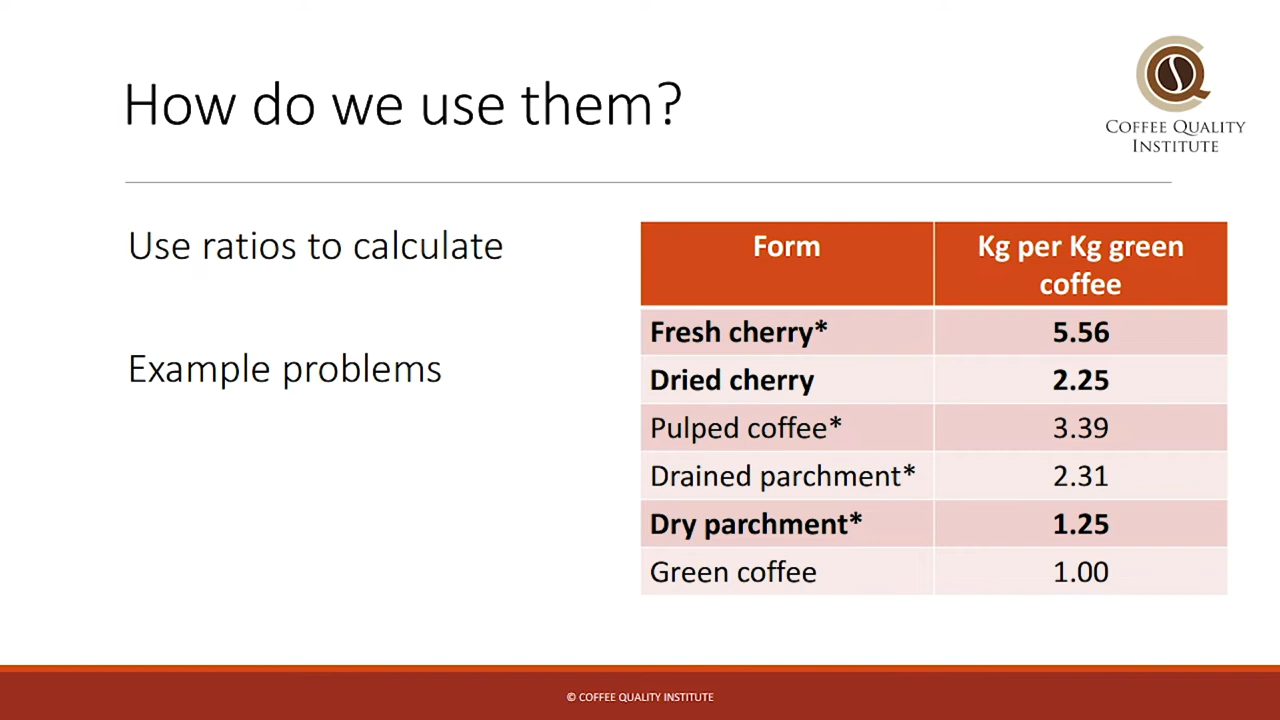 How do we use them?
COFFEE QUALITY
INSTITUTE
Use ratios to calculate
Example problems
Form Kg per Kg green
coffee
Fresh cherry* 5.56
Dried cherry 2.25
Pulped coffee* 3.39
Drained parchment* 2.31
Dry parchment* 1.25
Green coffee 1.00
© COFFEE QUALITY INSTITUTE